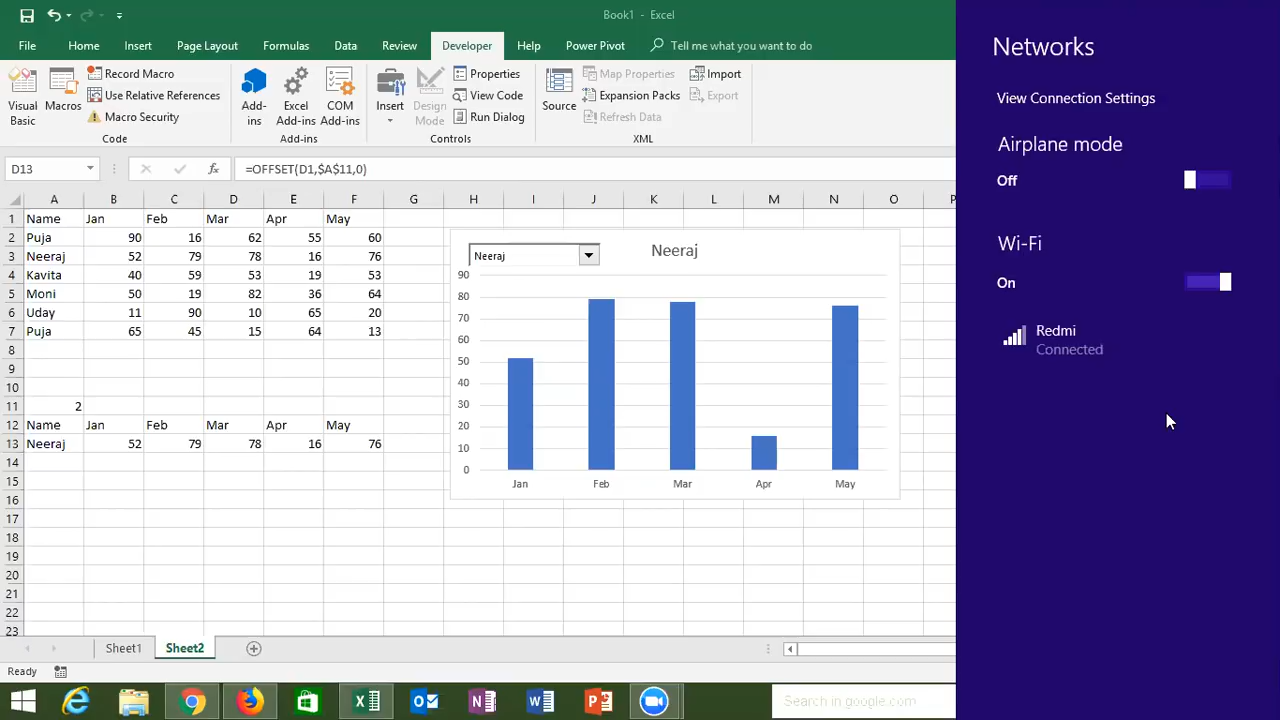 Book1 - Excel
File Home Insert Page Layout Formulas Data Review Developer Help Power Pivot Tell me what you want to do
Visual Basic
Macros
Record Macro
Use Relative References
Macro Security
Code
Add-ins
Excel Add-ins
COM Add-ins
Add-ins
Insert
Design Mode
Properties
View Code
Run Dialog
Controls
Source
Map Properties
Expansion Packs
Refresh Data
Import
Export
XML
D13 fx =OFFSET(D1,$A$11,0)
A B C D E F G H I J K L M N O P
1 Name Jan Feb Mar Apr May
2 Puja 90 16 62 55 60
3 Neeraj 52 79 78 16 76
4 Kavita 40 59 53 19 53
5 Moni 50 19 82 36 64
6 Uday 11 90 10 65 20
7 Puja 65 45 15 64 13
8
9
10
11 2
12 Name Jan Feb Mar Apr May
13 Neeraj 52 79 78 16 76
14
15
16
17
18
19
20
21
22
23
Neeraj
Neeraj
90
80
70
60
50
40
30
20
10
0
Jan Feb Mar Apr May
Sheet1 Sheet2
Ready
Search in google.com
Networks
View Connection Settings
Airplane mode
Off
Wi-Fi
On
Redmi
Connected